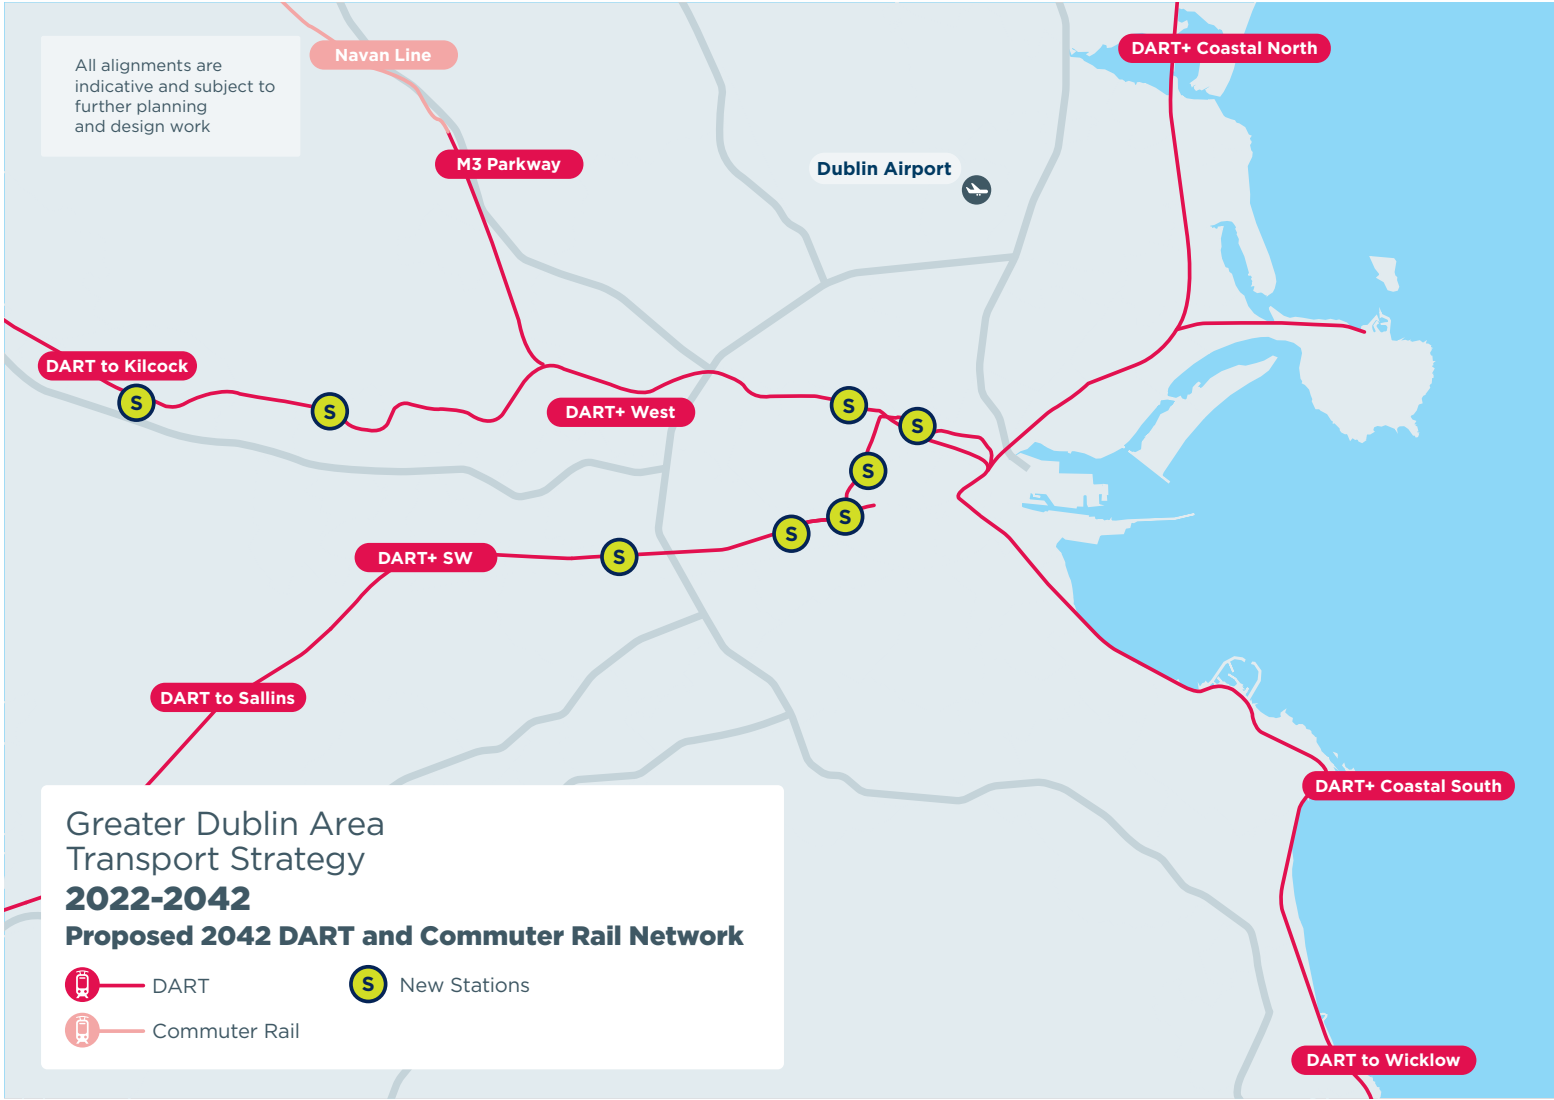 All alignments are
indicative and subject to
further planning
and design work
Navan Line
DART+ Coastal North
M3 Parkway
Dublin Airport
DART to Kilcock
S
S
DART+ West
S
S
S
S
S
S
DART+ SW
DART to Sallins
DART+ Coastal South
DART to Wicklow
Greater Dublin Area
Transport Strategy
2022-2042
Proposed 2042 DART and Commuter Rail Network
DART
S New Stations
Commuter Rail